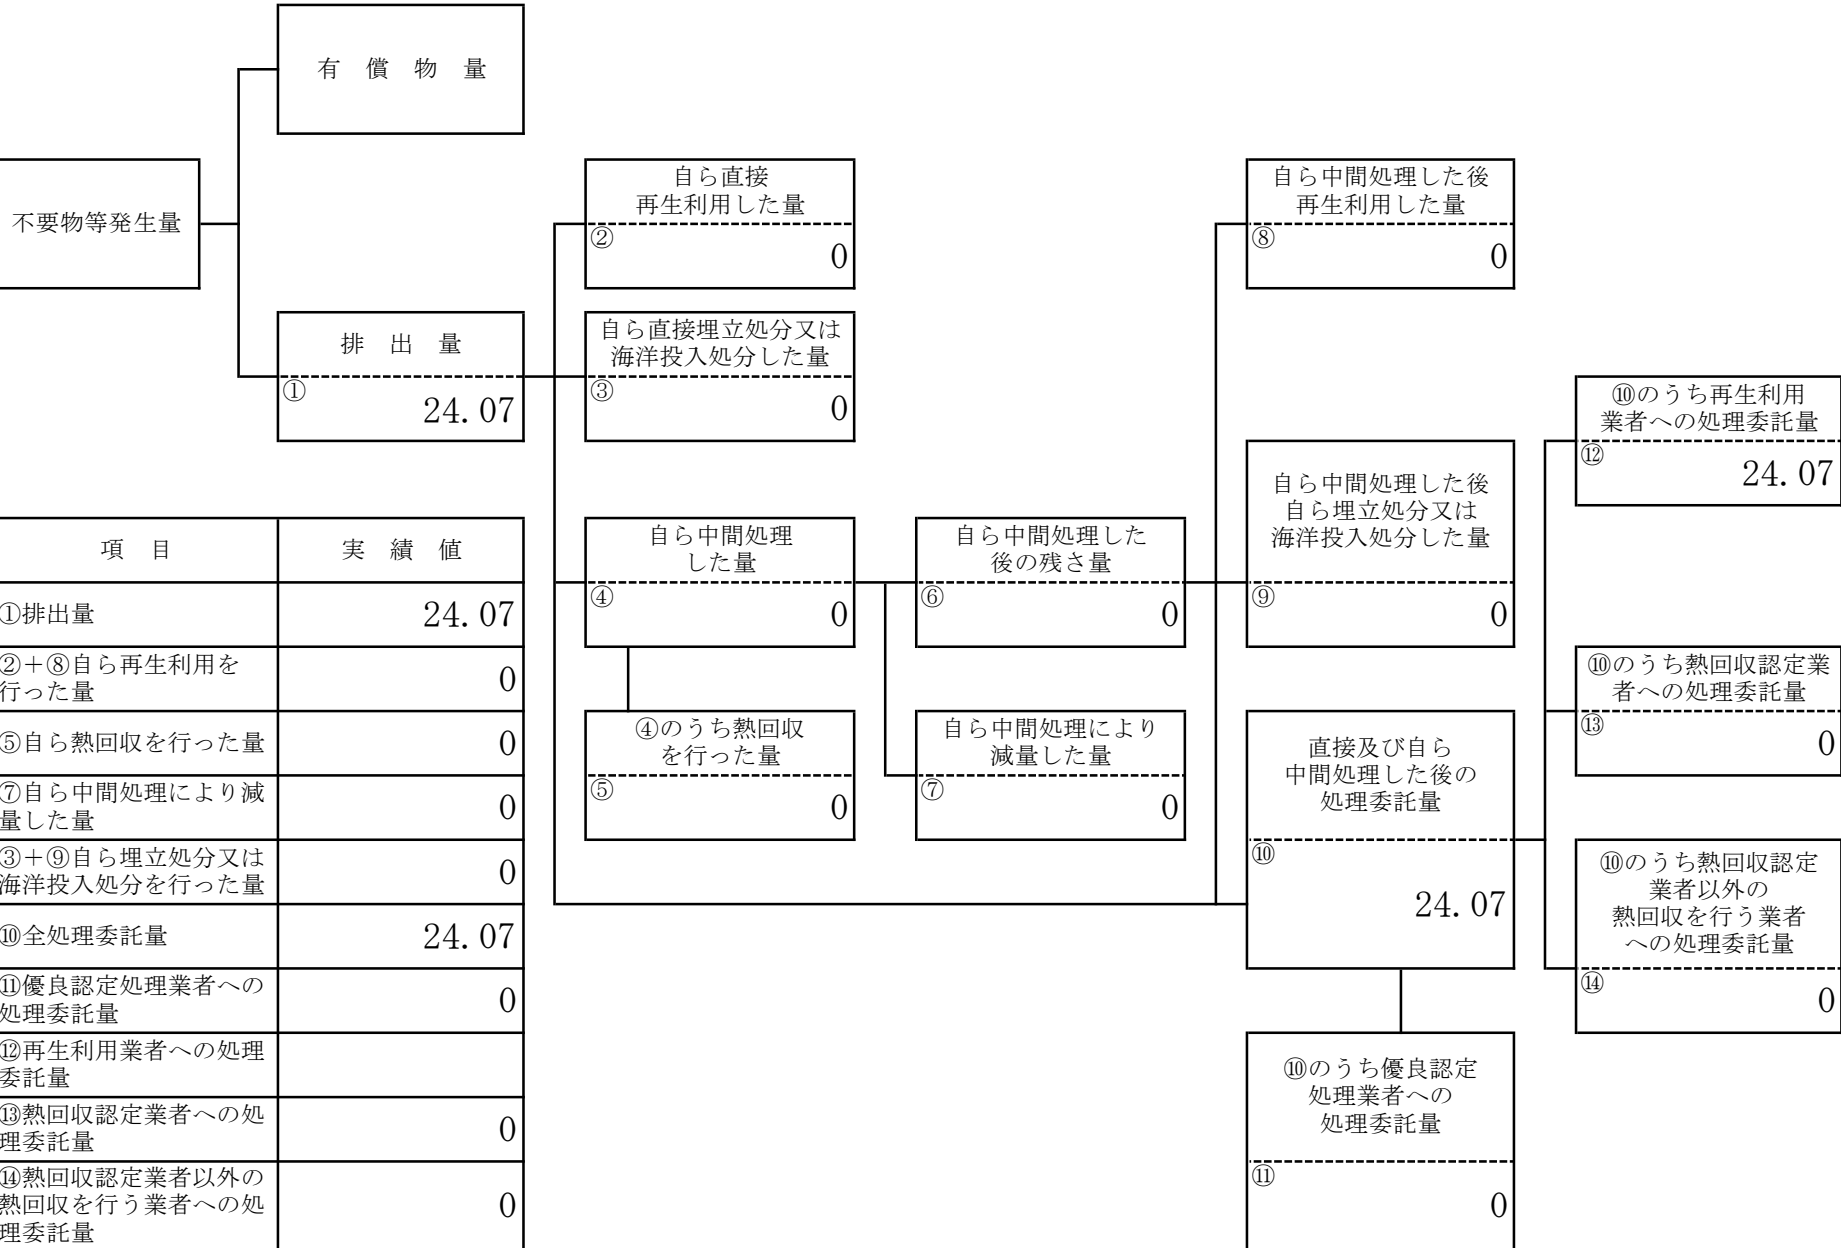 有　償　物　量
不要物等発生量
排　出　量
①
24.07
自ら直接
再生利用した量
②
0
自ら直接埋立処分又は
海洋投入処分した量
③
0
自ら中間処理
した量
④
0
④のうち熱回収
を行った量
⑤
0
自ら中間処理した
後の残さ量
⑥
0
自ら中間処理により
減量した量
⑦
0
自ら中間処理した後
再生利用した量
⑧
0
自ら中間処理した後
自ら埋立処分又は
海洋投入処分した量
⑨
0
直接及び自ら
中間処理した後の
処理委託量
⑩
24.07
⑩のうち優良認定
処理業者への
処理委託量
⑪
0
⑩のうち再生利用
業者への処理委託量
⑫
24.07
⑩のうち熱回収認定業
者への処理委託量
⑬
0
⑩のうち熱回収認定
業者以外の
熱回収を行う業者
への処理委託量
⑭
0
項　目
実　績　値
①排出量
24.07
②＋⑧自ら再生利用を
行った量
0
⑤自ら熱回収を行った量
0
⑦自ら中間処理により減
量した量
0
③＋⑨自ら埋立処分又は
海洋投入処分を行った量
0
⑩全処理委託量
24.07
⑪優良認定処理業者への
処理委託量
0
⑫再生利用業者への処理
委託量
⑬熱回収認定業者への処
理委託量
0
⑭熱回収認定業者以外の
熱回収を行う業者への処
理委託量
0